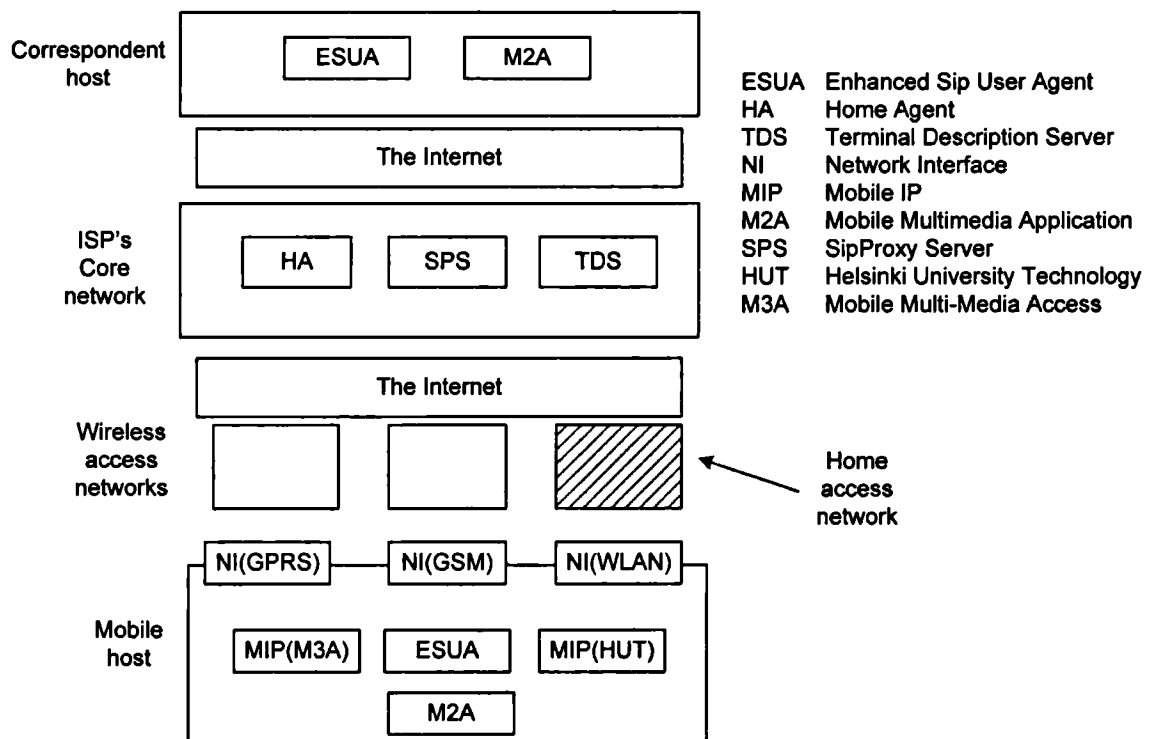 Correspondent
host
ESUA
M2A
The Internet
ISP's
Core
network
HA
SPS
TDS
The Internet
Wireless
access
networks
Home
access
network
NI(GPRS)
NI(GSM)
NI(WLAN)
Mobile
host
MIP(M3A)
ESUA
MIP(HUT)
M2A
ESUA Enhanced Sip User Agent
HA Home Agent
TDS Terminal Description Server
NI Network Interface
MIP Mobile IP
M2A Mobile Multimedia Application
SPS SipProxy Server
HUT Helsinki University Technology
M3A Mobile Multi-Media Access